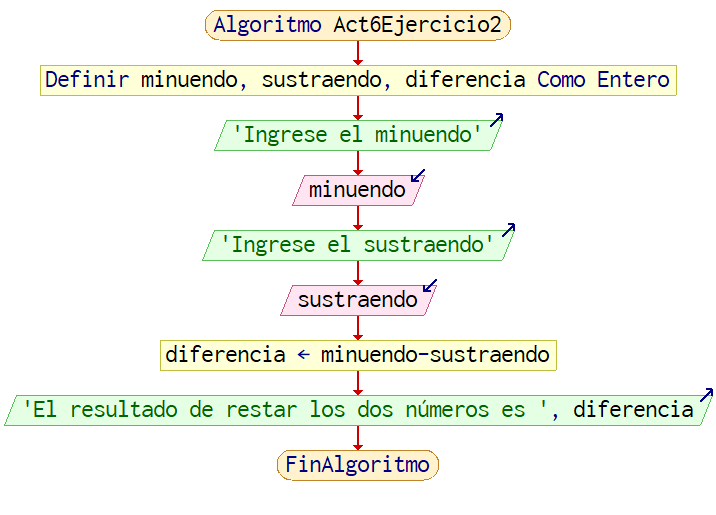 Algoritmo Act6Ejercicio2
Definir minuendo, sustraendo, diferencia Como Entero
'Ingrese el minuendo'
minuendo
'Ingrese el sustraendo'
sustraendo
diferencia ← minuendo-sustraendo
'El resultado de restar los dos números es ', diferencia
FinAlgoritmo